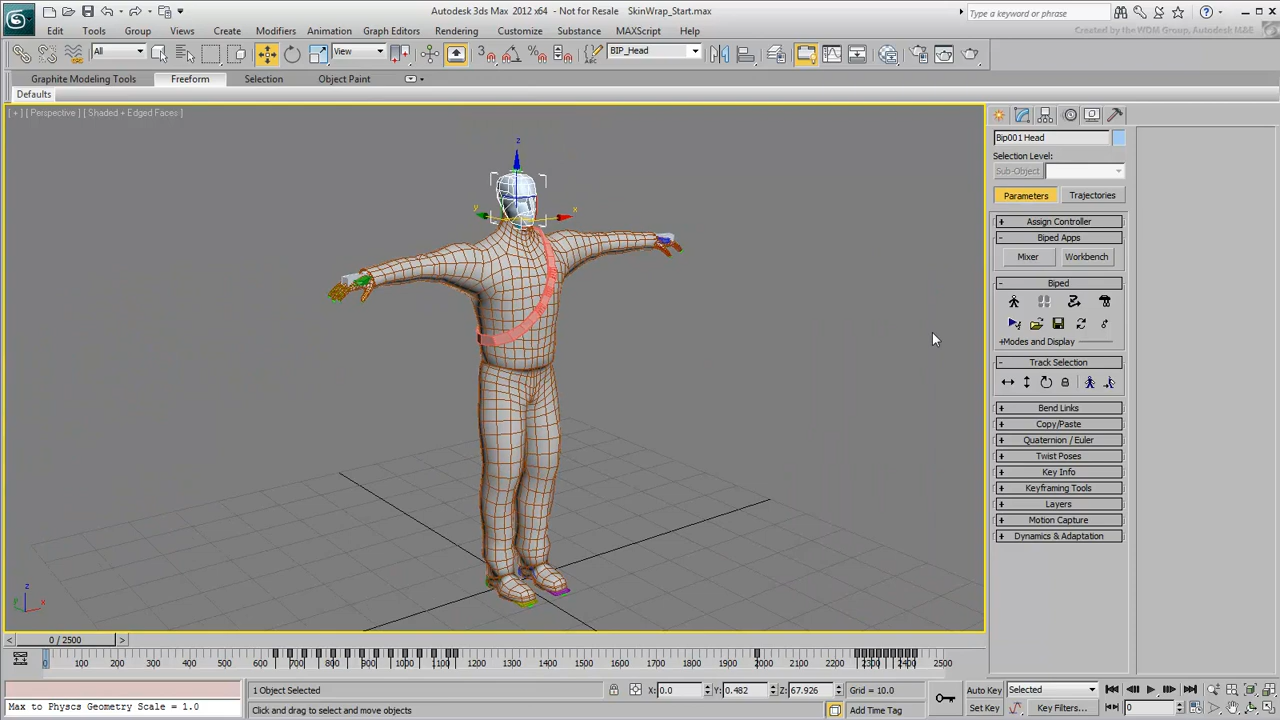 Autodesk 3ds Max 2012 x64 - Not for Resale SkinWrap_Start.max
Type a keyword or phrase
Edit Tools Group Views Create Modifiers Animation Graph Editors Rendering Customize Substance MAXScript Help
Created by the WDM Group, Autodesk M&E
All View 3 BIP_Head
Graphite Modeling Tools Freeform Selection Object Paint
Defaults
[ + ] [ Perspective ] [ Shaded + Edged Faces ]
Bip001 Head
Selection Level:
Sub-Object
Parameters Trajectories
+ Assign Controller
- Biped Apps
Mixer Workbench
- Biped
+Modes and Display
- Track Selection
+ Bend Links
+ Copy/Paste
+ Quaternion / Euler
+ Twist Poses
+ Key Info
+ Keyframing Tools
+ Layers
+ Motion Capture
+ Dynamics & Adaptation
z
y x
z
x
< 0 / 2500 >
0 100 200 300 400 500 600 700 800 900 1000 1100 1200 1300 1400 1500 1600 1700 1800 1900 2000 2100 2200 2300 2400 2500
1 Object Selected X: 0.0 Y: 0.482 Z: 67.926 Grid = 10.0 Auto Key Selected
Max to Physcs Geometry Scale = 1.0 Click and drag to select and move objects Add Time Tag Set Key Key Filters... 0